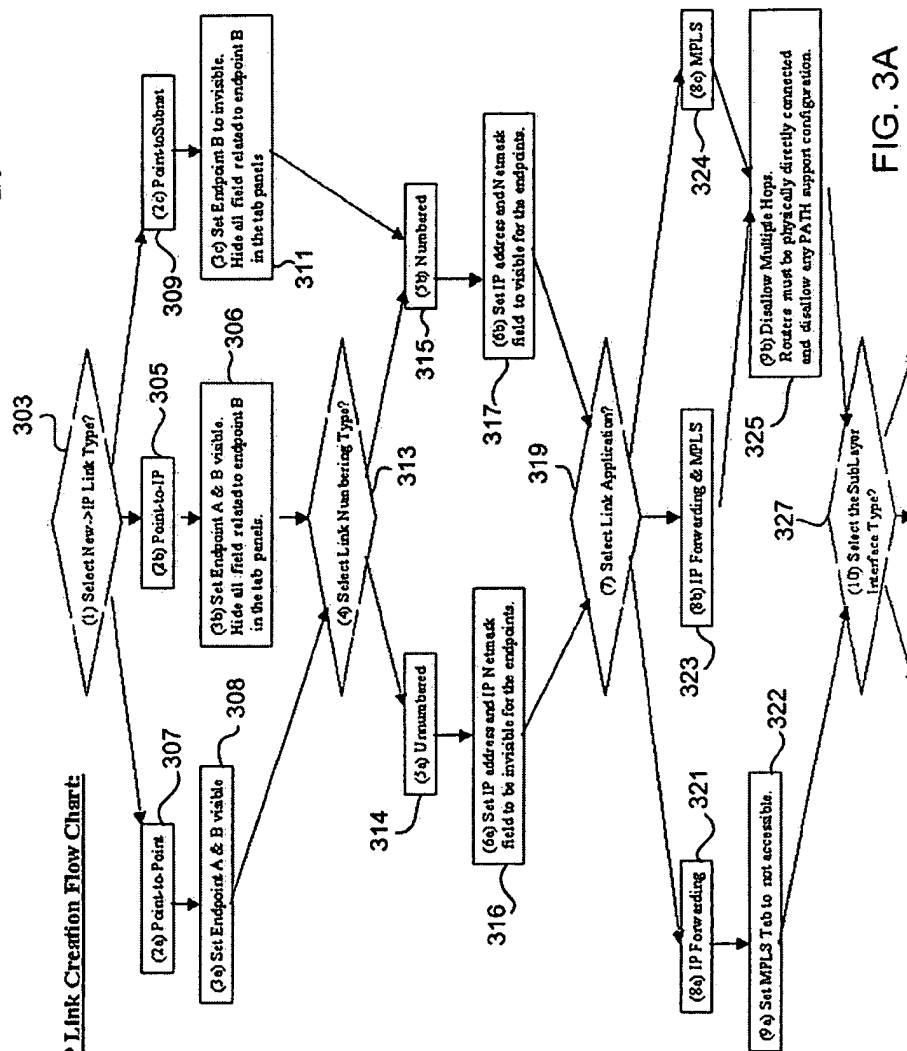 P Link Creation Flow Chart:
303
(1) Select New->IP Link Type?
(2a) Point-to-Point
307
(2b) Point-to-IP
305
(2c) Point-toSubnet
309
(3a) Set Endpoint A & B visible
308
(3b) Set Endpoint A & B visible.
Hide all field related to endpoint B
in the tab panels.
306
(3c) Set Endpoint B to invisible.
Hide all field related to endpoint B
in the tab panels
311
(4) Select Link Numbering Type?
313
(5a) Unnumbered
314
(5b) Numbered
315
(6a) Set IP address and IP Netmask
field to be invisible for the endpoints.
316
(6b) Set IP address and Netmask
field to visible for the endpoints.
317
319
(7) Select Link Application?
(8a) IP Forwarding
321
(8b) IP Forwarding & MPLS
323
(8c) MPLS
324
(9a) Set MPLS Tab to not accessible.
322
(9b) Disallow Multiple Hops.
Routers must be physically directly connected
and disallow any PATH support configuration.
325
327
(10) Select the SubLayer
Interface Type?
FIG. 3A